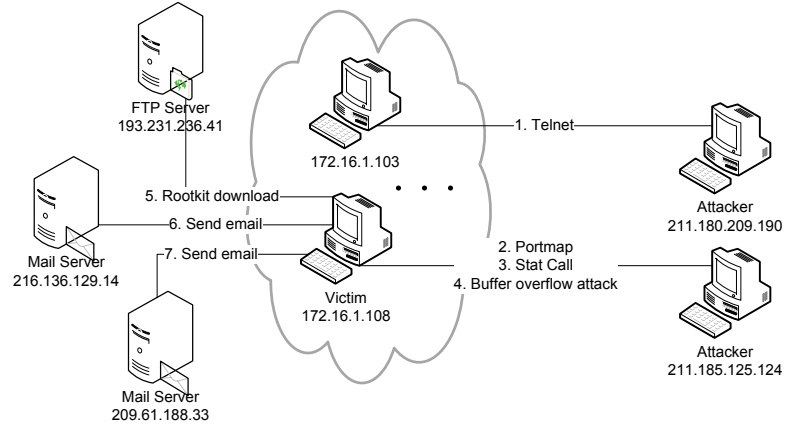 FTP Server
193.231.236.41
172.16.1.103
1. Telnet
Attacker
211.180.209.190
5. Rootkit download
6. Send email
7. Send email
Mail Server
216.136.129.14
Victim
172.16.1.108
2. Portmap
3. Stat Call
4. Buffer overflow attack
Attacker
211.185.125.124
Mail Server
209.61.188.33